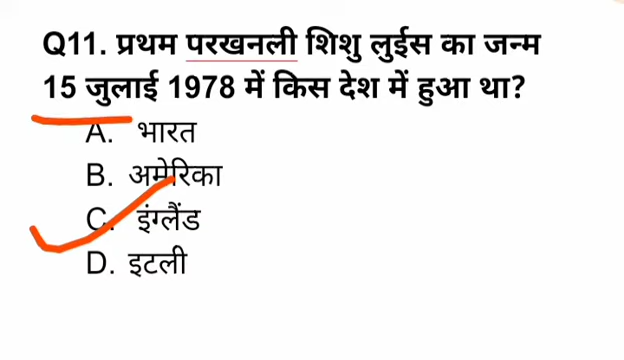 Q11. प्रथम परखनली शिशु लुईस का जन्म
15 जुलाई 1978 में किस देश में हुआ था?
A. भारत
B. अमेरिका
C. इंग्लैंड
D. इटली